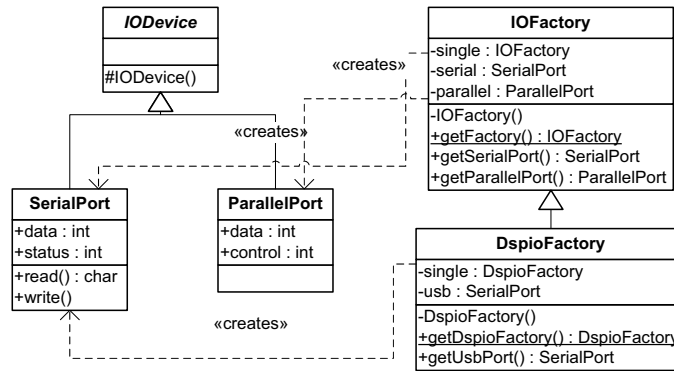 IODevice
#IODevice()
IOFactory
-single : IOFactory
-serial : SerialPort
-parallel : ParallelPort
-IOFactory()
+getFactory() : IOFactory
+getSerialPort() : SerialPort
+getParallelPort() : ParallelPort
«creates»
«creates»
SerialPort
+data : int
+status : int
+read() : char
+write()
ParallelPort
+data : int
+control : int
DspioFactory
-single : DspioFactory
-usb : SerialPort
-DspioFactory()
+getDspioFactory() : DspioFactory
+getUsbPort() : SerialPort
«creates»